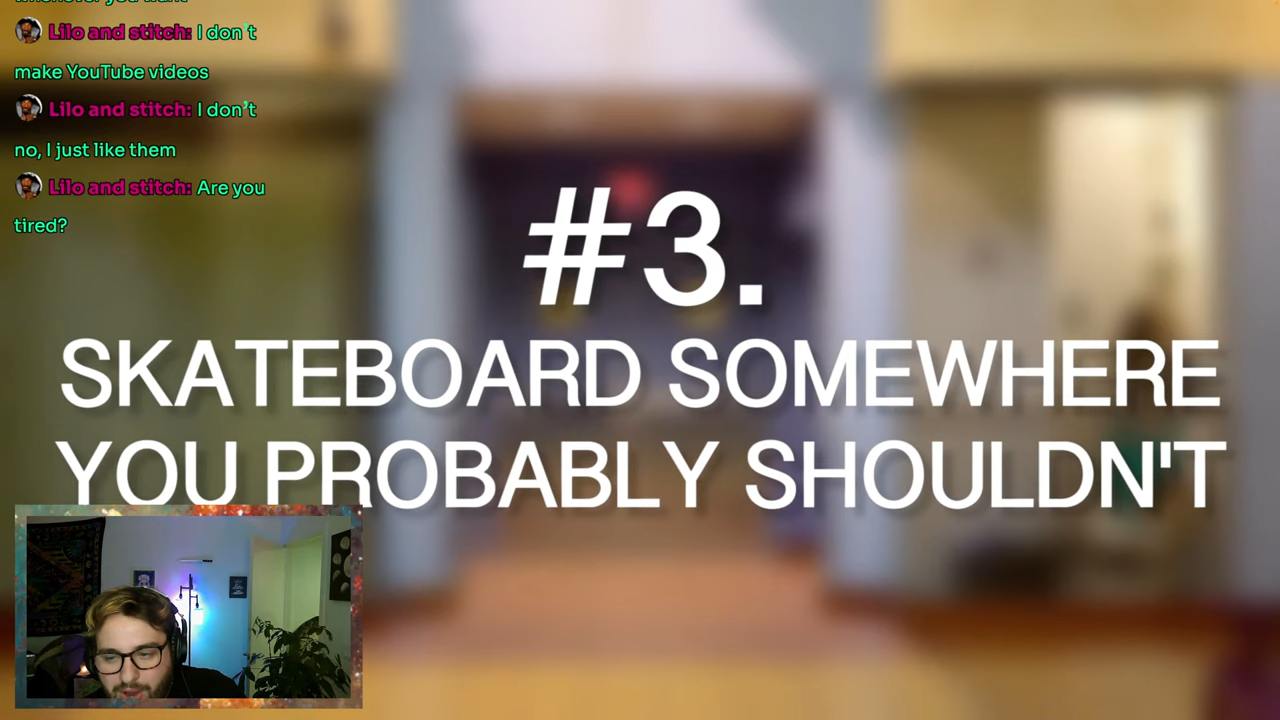 Lilo and stitch: I don't
make YouTube videos
Lilo and stitch: I don't
no, I just like them
Lilo and stitch: Are you
tired?
#3.
SKATEBOARD SOMEWHERE
YOU PROBABLY SHOULDN'T